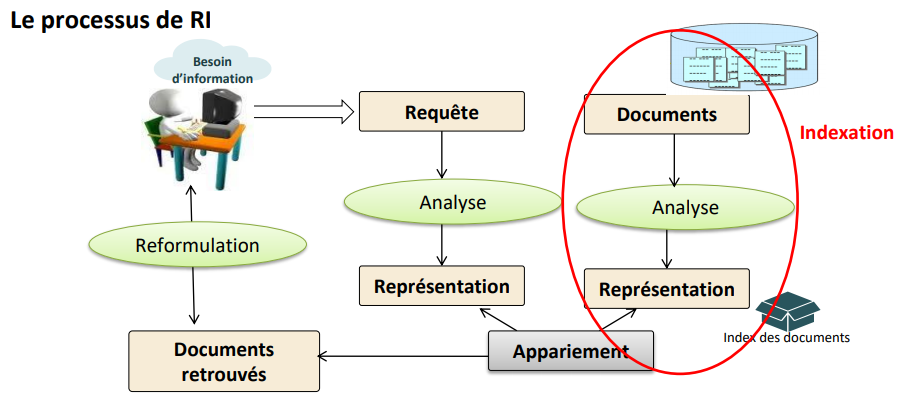 Le processus de RI
Besoin
d'information
Requête
Documents
Indexation
Analyse
Analyse
Reformulation
Représentation
Représentation
Index des documents
Documents
retrouvés
Appariement